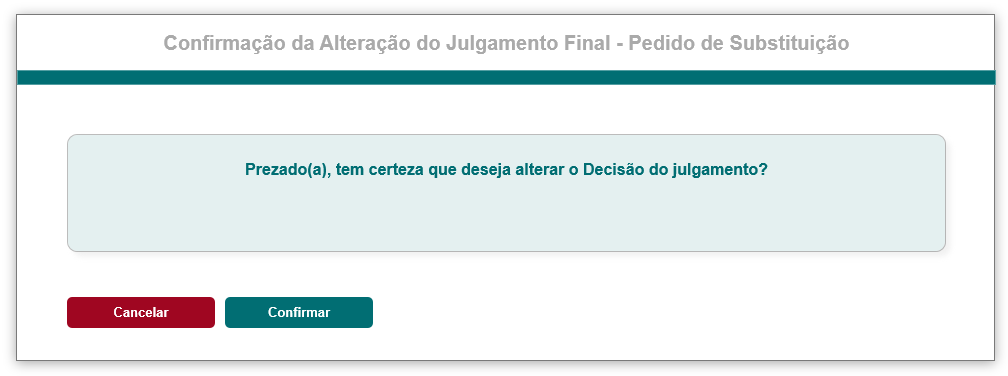 Confirmação da Alteração do Julgamento Final - Pedido de Substituição
Prezado(a), tem certeza que deseja alterar o Decisão do julgamento?
Cancelar
Confirmar